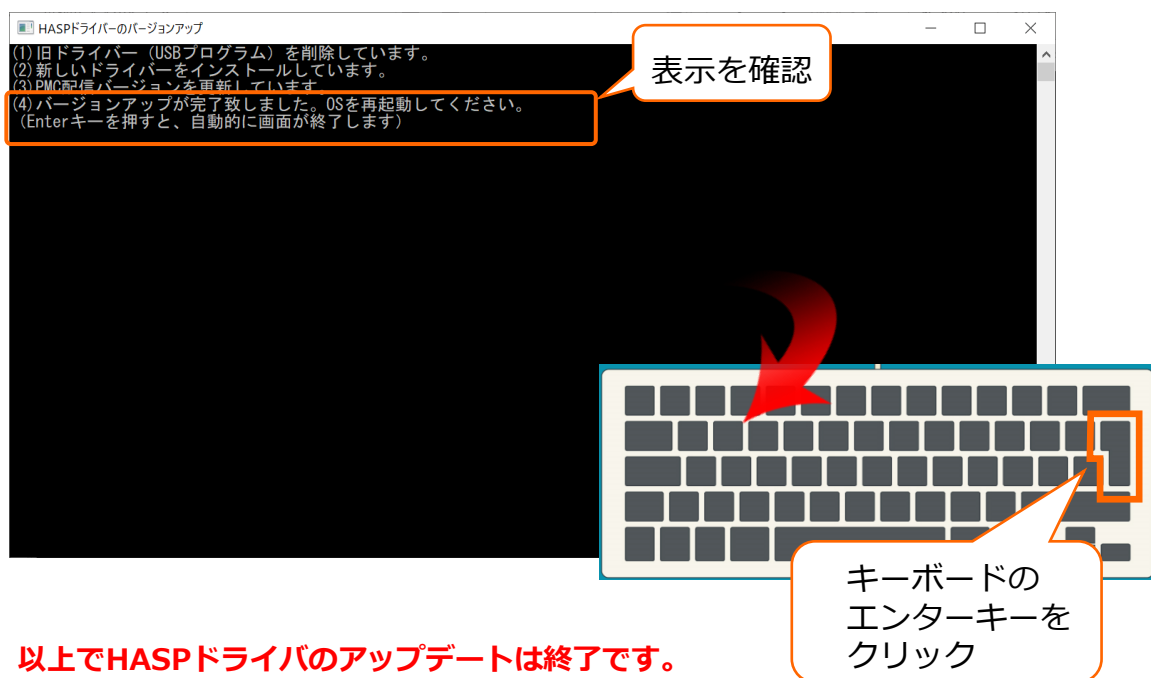 HASPドライバーのバージョンアップ
(1)旧ドライバー（USBプログラム）を削除しています。
(2)新しいドライバーをインストールしています。
(3)PMC配信バージョンを更新しています。
(4)バージョンアップが完了致しました。OSを再起動してください。
（Enterキーを押すと、自動的に画面が終了します）
表示を確認
キーボードの
エンターキーを
クリック
以上でHASPドライバのアップデートは終了です。